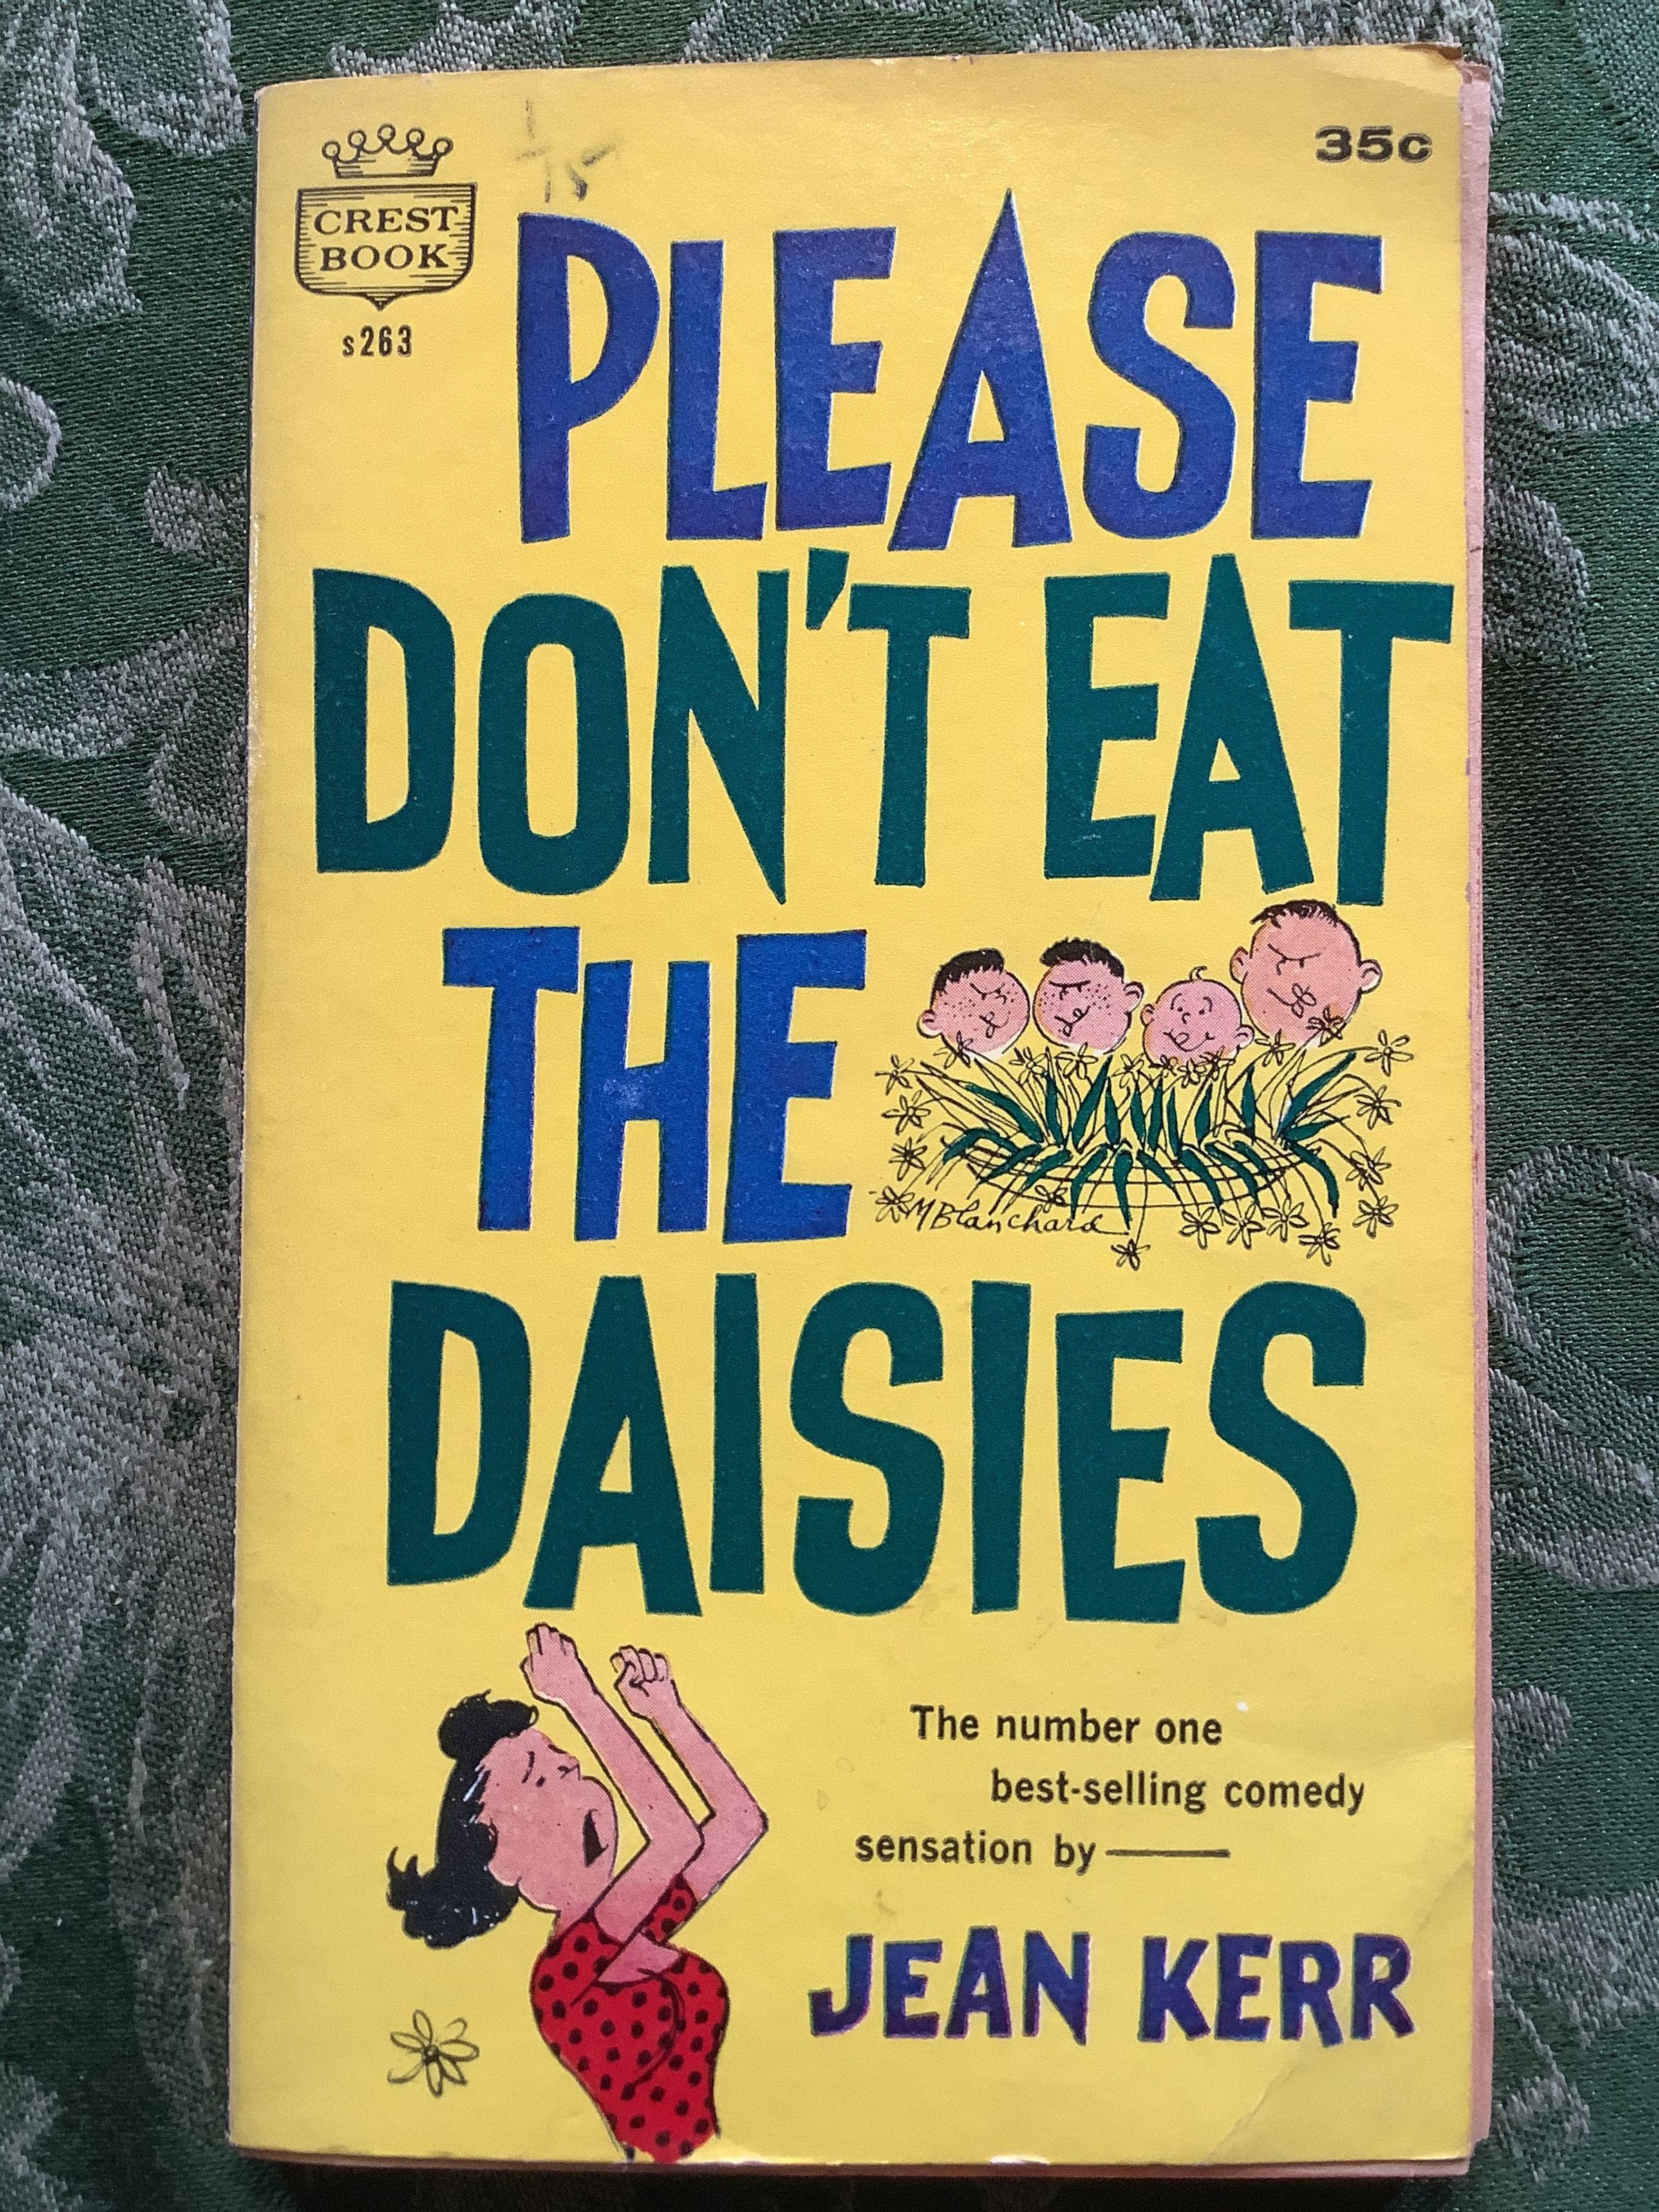 CREST
BOOK
s263
35c
PLEASE
DON'T EAT
THE
DAISIES
MBlanchard
The number one
best-selling comedy
sensation by——
JEAN KERR